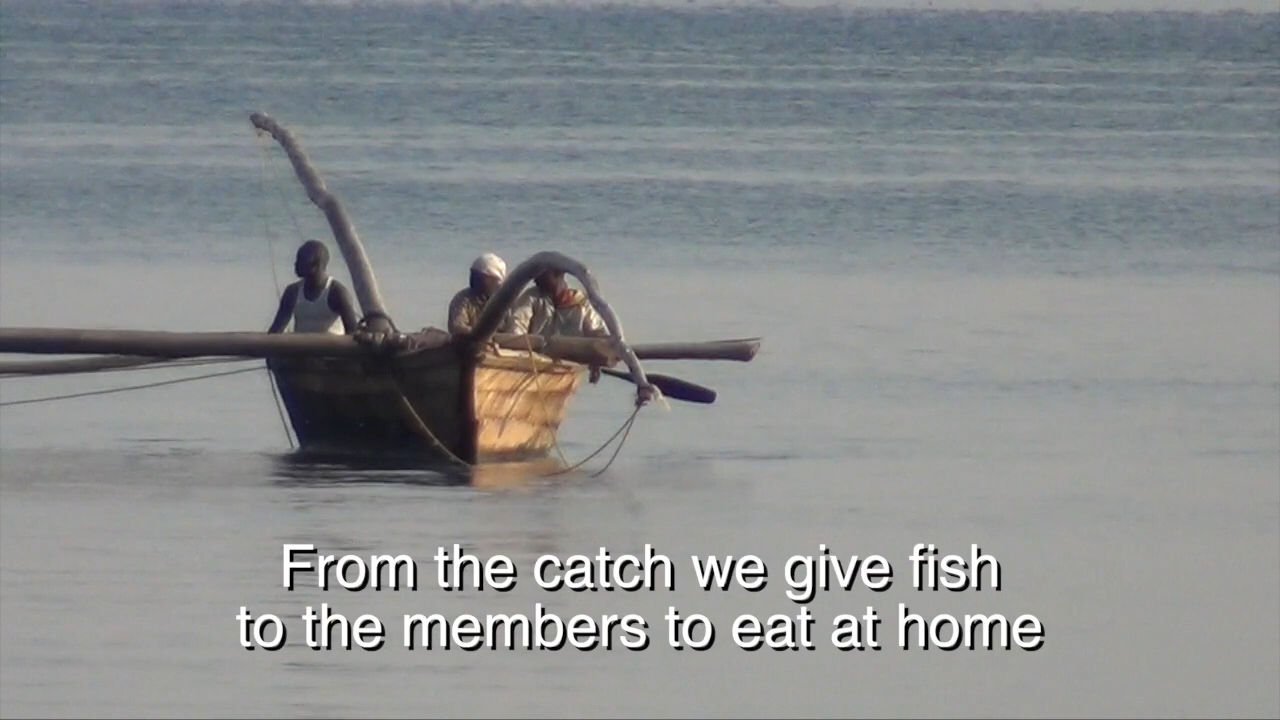 From the catch we give fish
to the members to eat at home